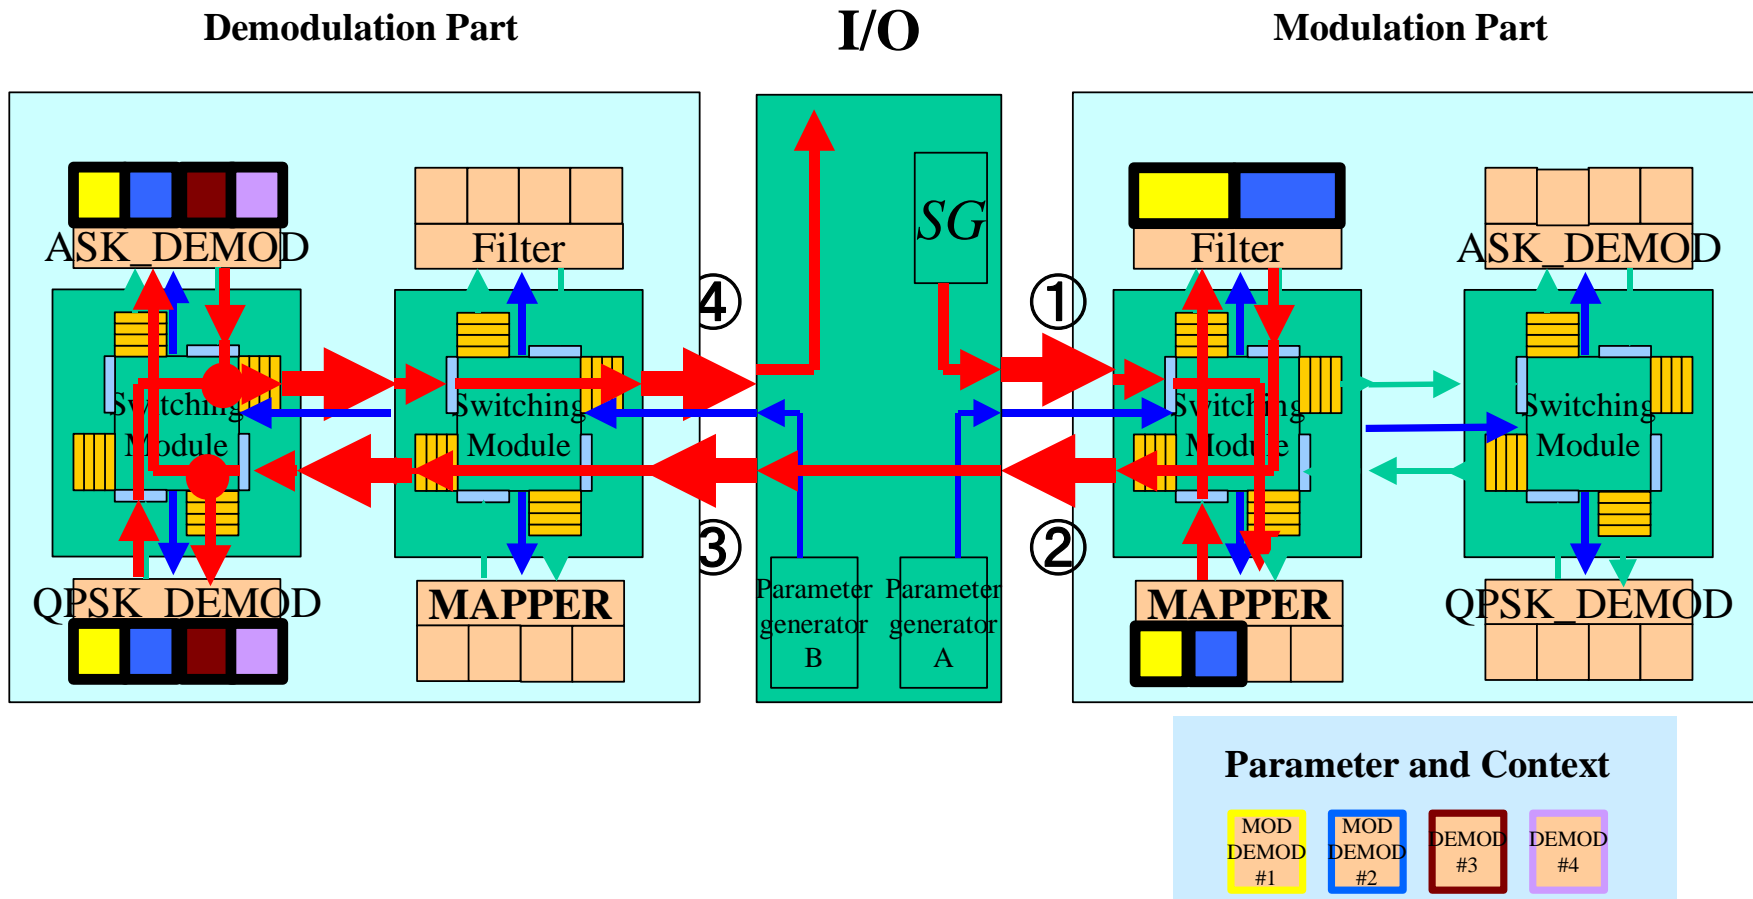 Demodulation Part
I/O
Modulation Part
ASK_DEMOD
Filter
SG
Filter
ASK_DEMOD
④
①
Switching
Module
Switching
Module
Switching
Module
Switching
Module
③
②
QPSK_DEMOD
MAPPER
Parameter
generator
B
Parameter
generator
A
MAPPER
QPSK_DEMOD
Parameter and Context
MOD
DEMOD
#1
MOD
DEMOD
#2
DEMOD
#3
DEMOD
#4